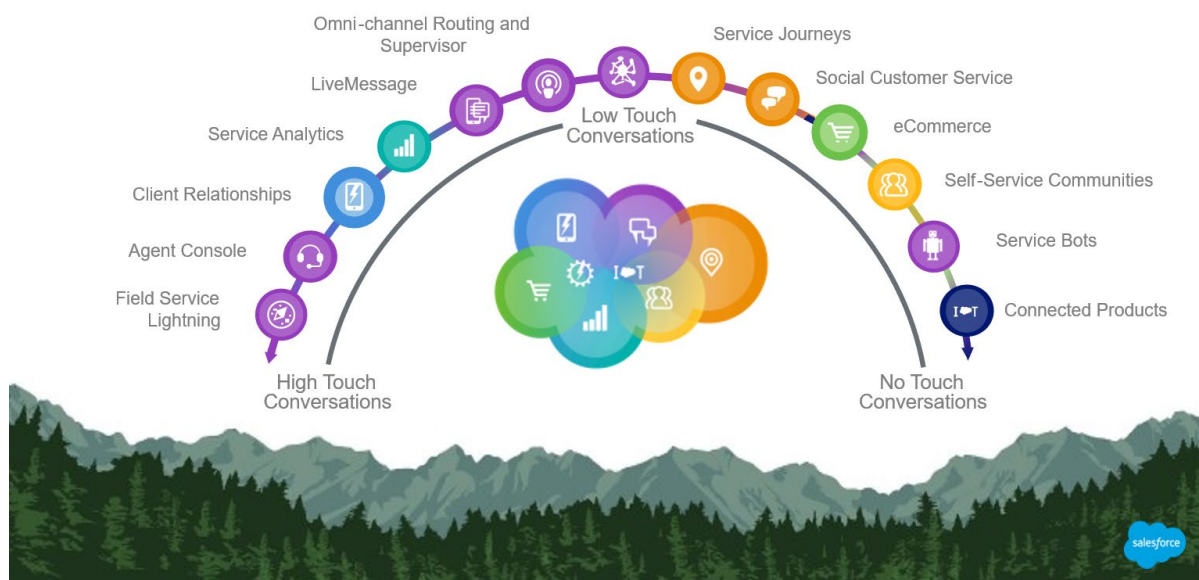 Omni-channel Routing and
Supervisor
LiveMessage
Service Analytics
Client Relationships
Agent Console
Field Service
Lightning
Service Journeys
Social Customer Service
eCommerce
Self-Service Communities
Service Bots
Connected Products
Low Touch
Conversations
High Touch
Conversations
No Touch
Conversations
salesforce